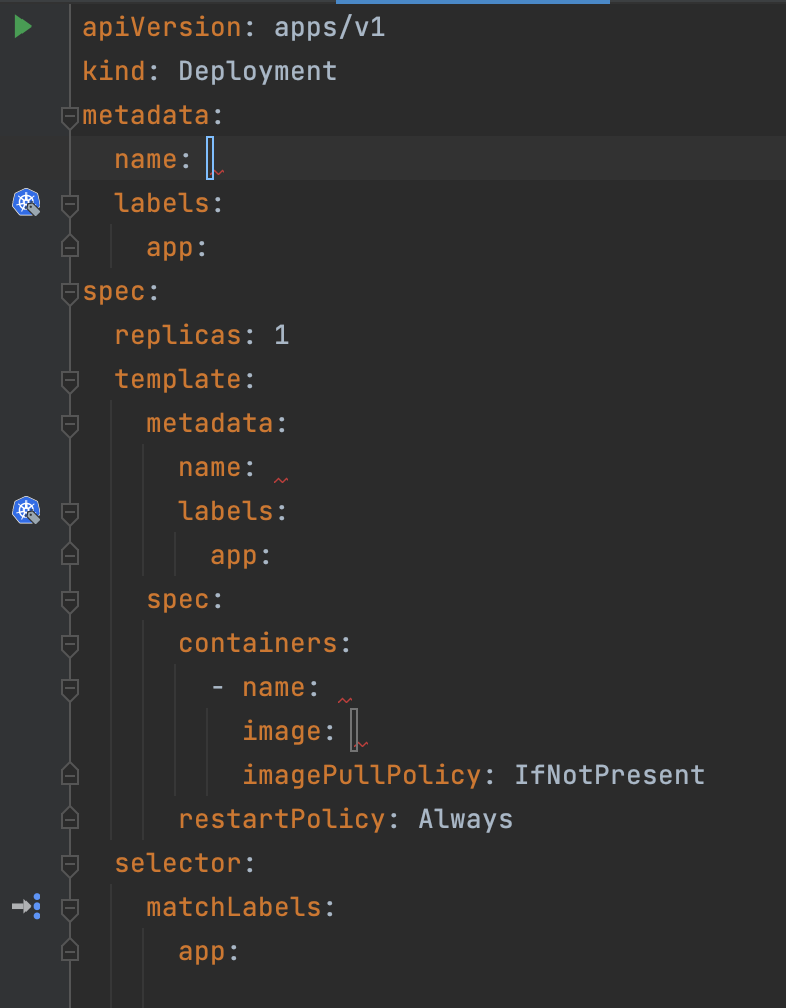 apiVersion: apps/v1
kind: Deployment
metadata:
  name:
  labels:
    app:
spec:
  replicas: 1
  template:
    metadata:
      name:
      labels:
        app:
    spec:
      containers:
        - name:
          image:
          imagePullPolicy: IfNotPresent
      restartPolicy: Always
  selector:
    matchLabels:
      app: